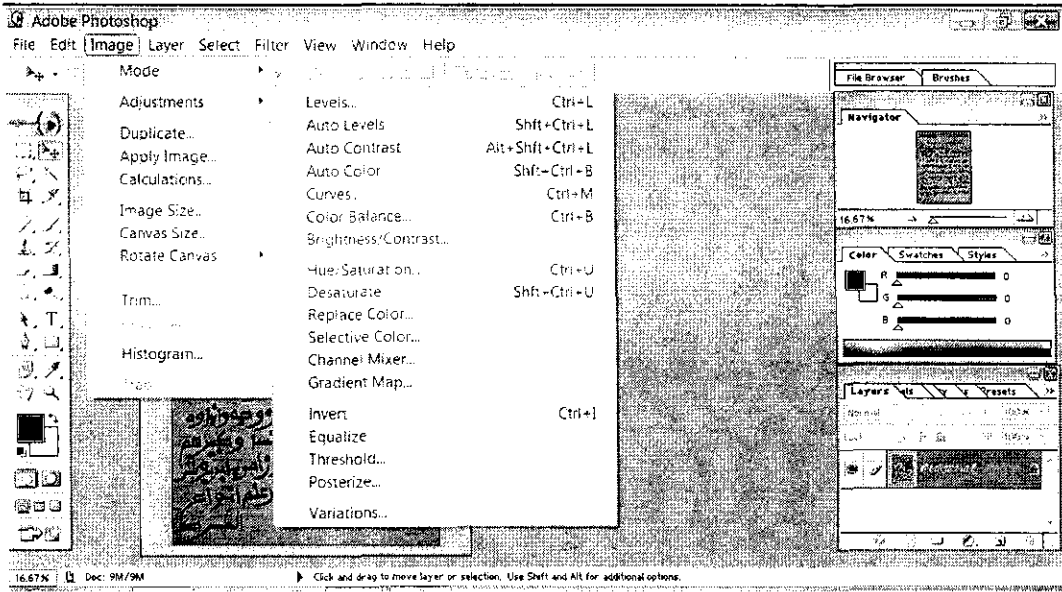 Adobe Photoshop
File Edit Image Layer Select Filter View Window Help
Mode
File Browser Brushes
Adjustments
Duplicate...
Apply Image...
Calculations...
Image Size..
Canvas Size..
Rotate Canvas
Trim...
Histogram...
Levels... Ctrl+L
Auto Levels Shft+Ctrl+L
Auto Contrast Alt+Shft+Ctrl+L
Auto Color Shft+Ctrl+B
Curves.. Ctrl+M
Color Balance... Ctrl+B
Brightness/Contrast...
Hue/Saturation... Ctrl+U
Desaturate Shft+Ctrl+U
Replace Color...
Selective Color...
Channel Mixer...
Gradient Map...
Invert Ctrl+I
Equalize
Threshold...
Posterize...
Variations...
Navigator
16.67%
Color Swatches Styles
R 0
G 0
B 0
Layers
Normal
16.67% Doc: 9M/9M Click and drag to move layer or selection. Use Shift and Alt for additional options.